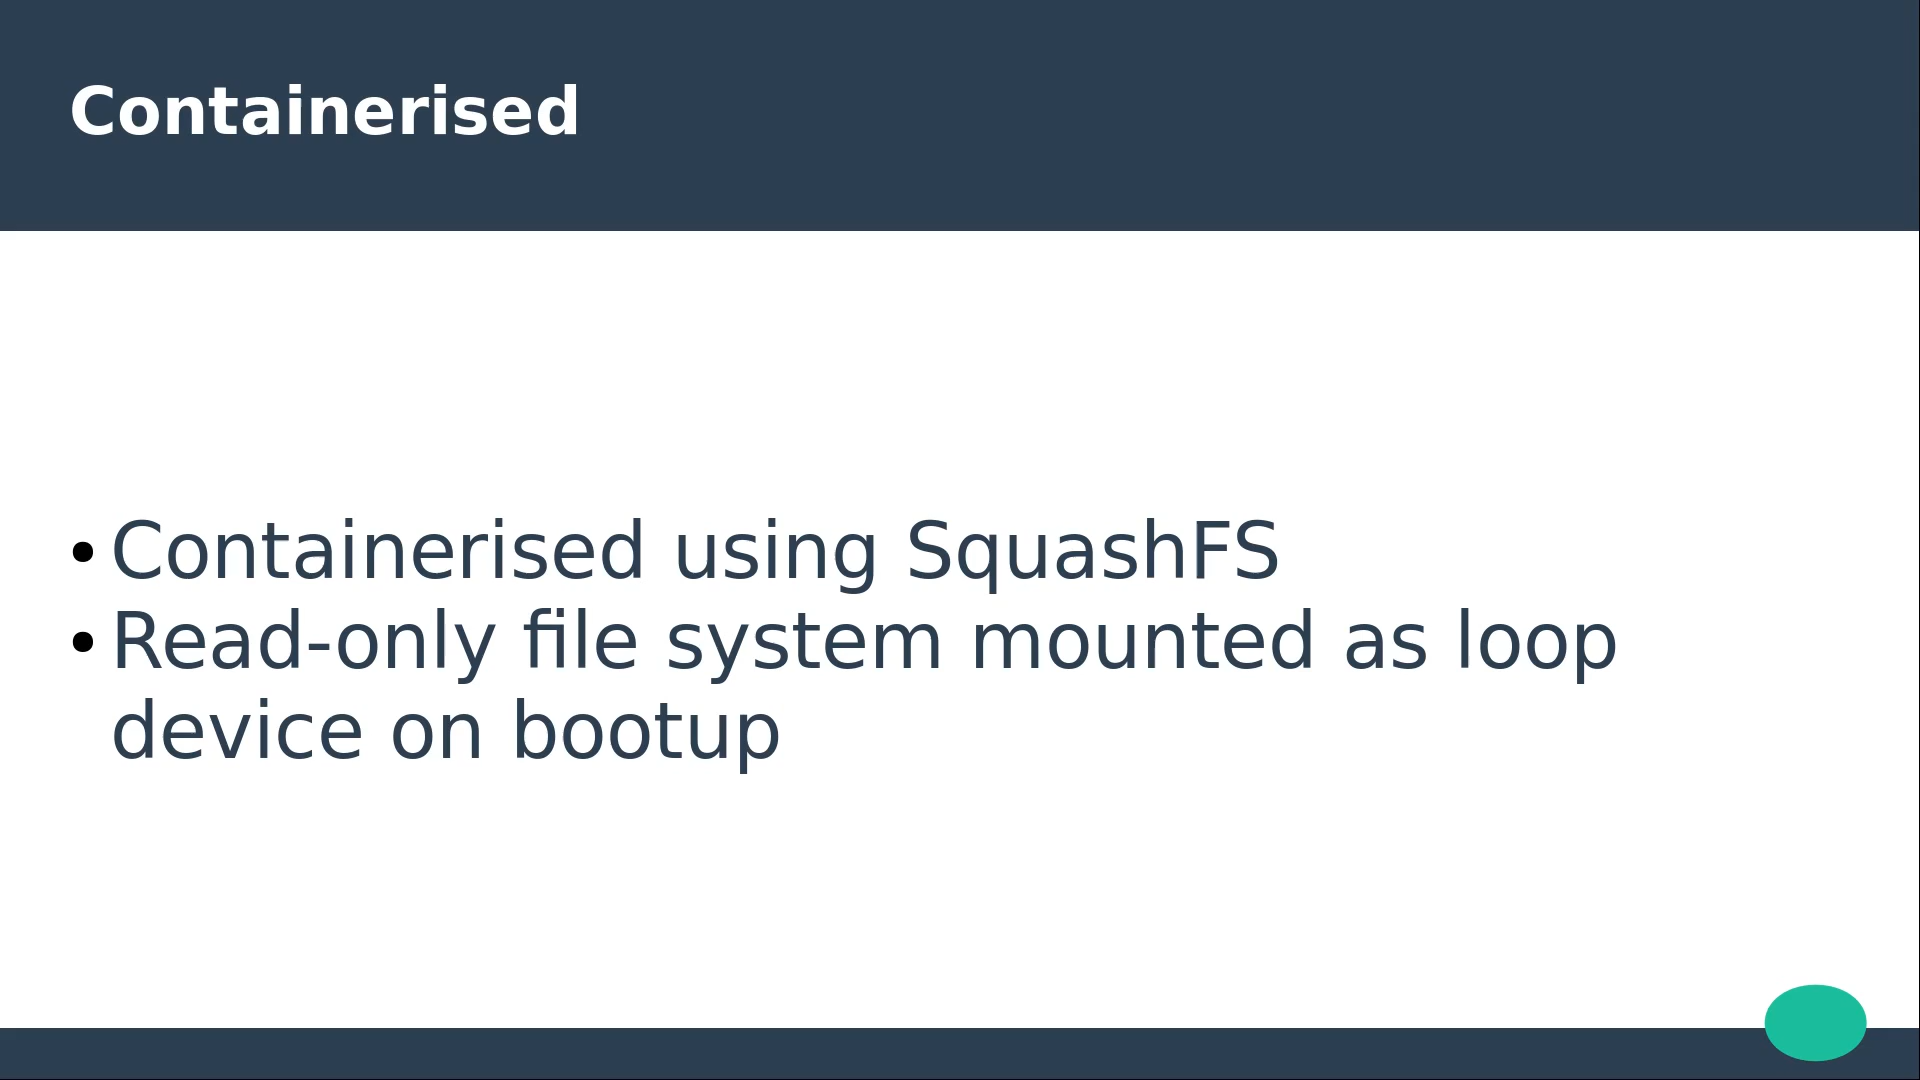 Containerised
• Containerised using SquashFS
• Read-only file system mounted as loop
device on bootup